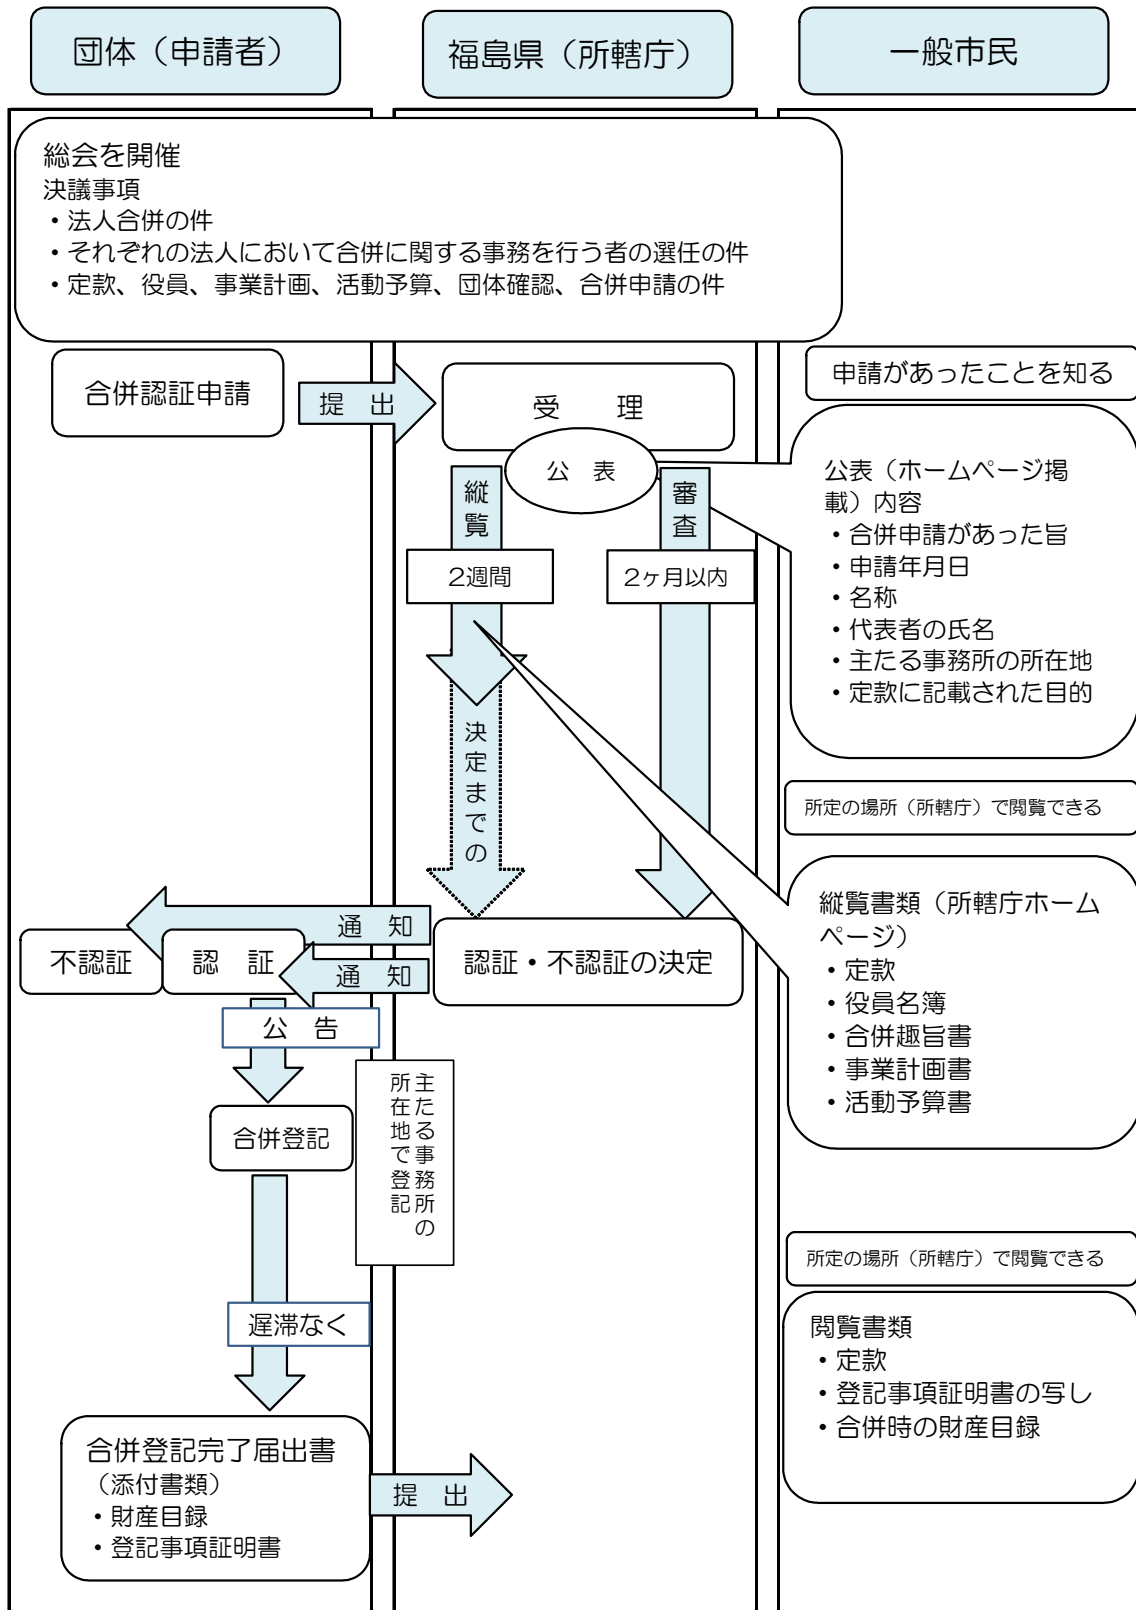 団体（申請者）
福島県（所轄庁）
一般市民
総会を開催
決議事項
・法人合併の件
・それぞれの法人において合併に関する事務を行う者の選任の件
・定款、役員、事業計画、活動予算、団体確認、合併申請の件
合併認証申請
提　出
受　　理
公　表
縦覧
審査
2週間
2ヶ月以内
決定までの
申請があったことを知る
公表（ホームページ掲
載）内容
・合併申請があった旨
・申請年月日
・名称
・代表者の氏名
・主たる事務所の所在地
・定款に記載された目的
所定の場所（所轄庁）で閲覧できる
縦覧書類（所轄庁ホーム
ページ）
・定款
・役員名簿
・合併趣旨書
・事業計画書
・活動予算書
通　知
通　知
不認証
認　証
認証・不認証の決定
公　告
合併登記
主たる事務所の
所在地で登記
遅滞なく
合併登記完了届出書
（添付書類）
・財産目録
・登記事項証明書
提　出
所定の場所（所轄庁）で閲覧できる
閲覧書類
・定款
・登記事項証明書の写し
・合併時の財産目録